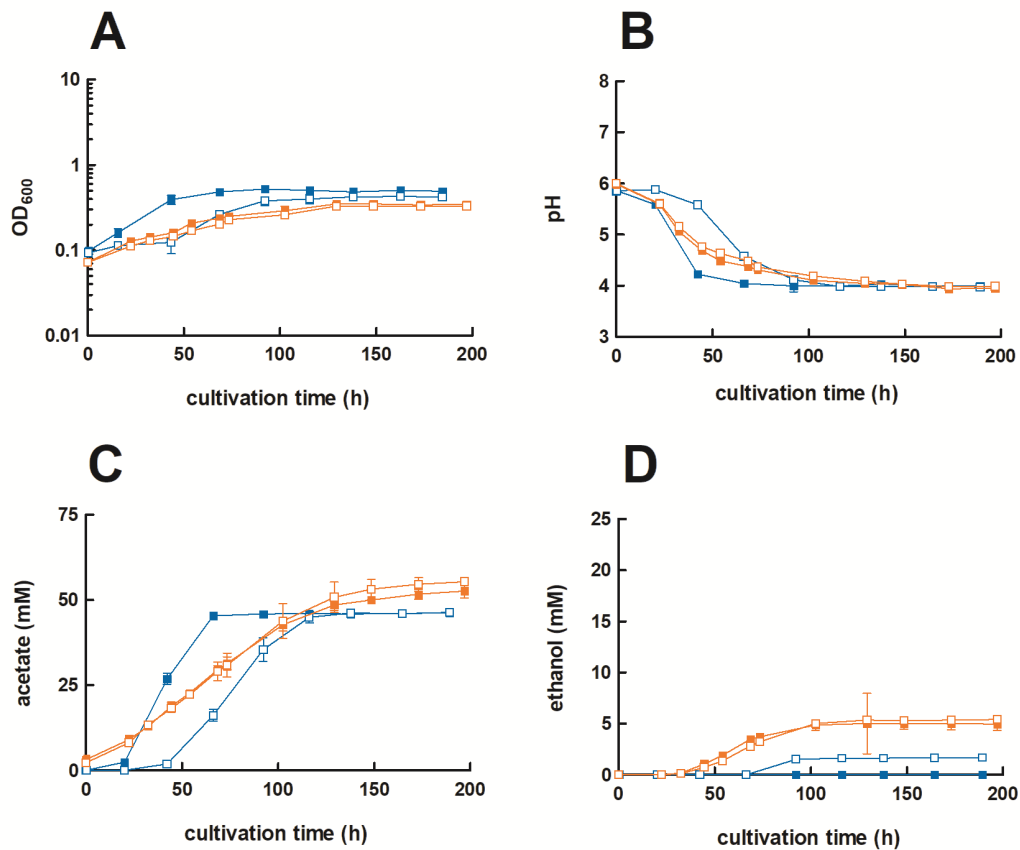 A
10
1
0.1
0.01
OD600
0 50 100 150 200
cultivation time (h)
B
8
7
6
5
4
3
pH
0 50 100 150 200
cultivation time (h)
C
75
50
25
0
acetate (mM)
0 50 100 150 200
cultivation time (h)
D
25
20
15
10
5
0
ethanol (mM)
0 50 100 150 200
cultivation time (h)